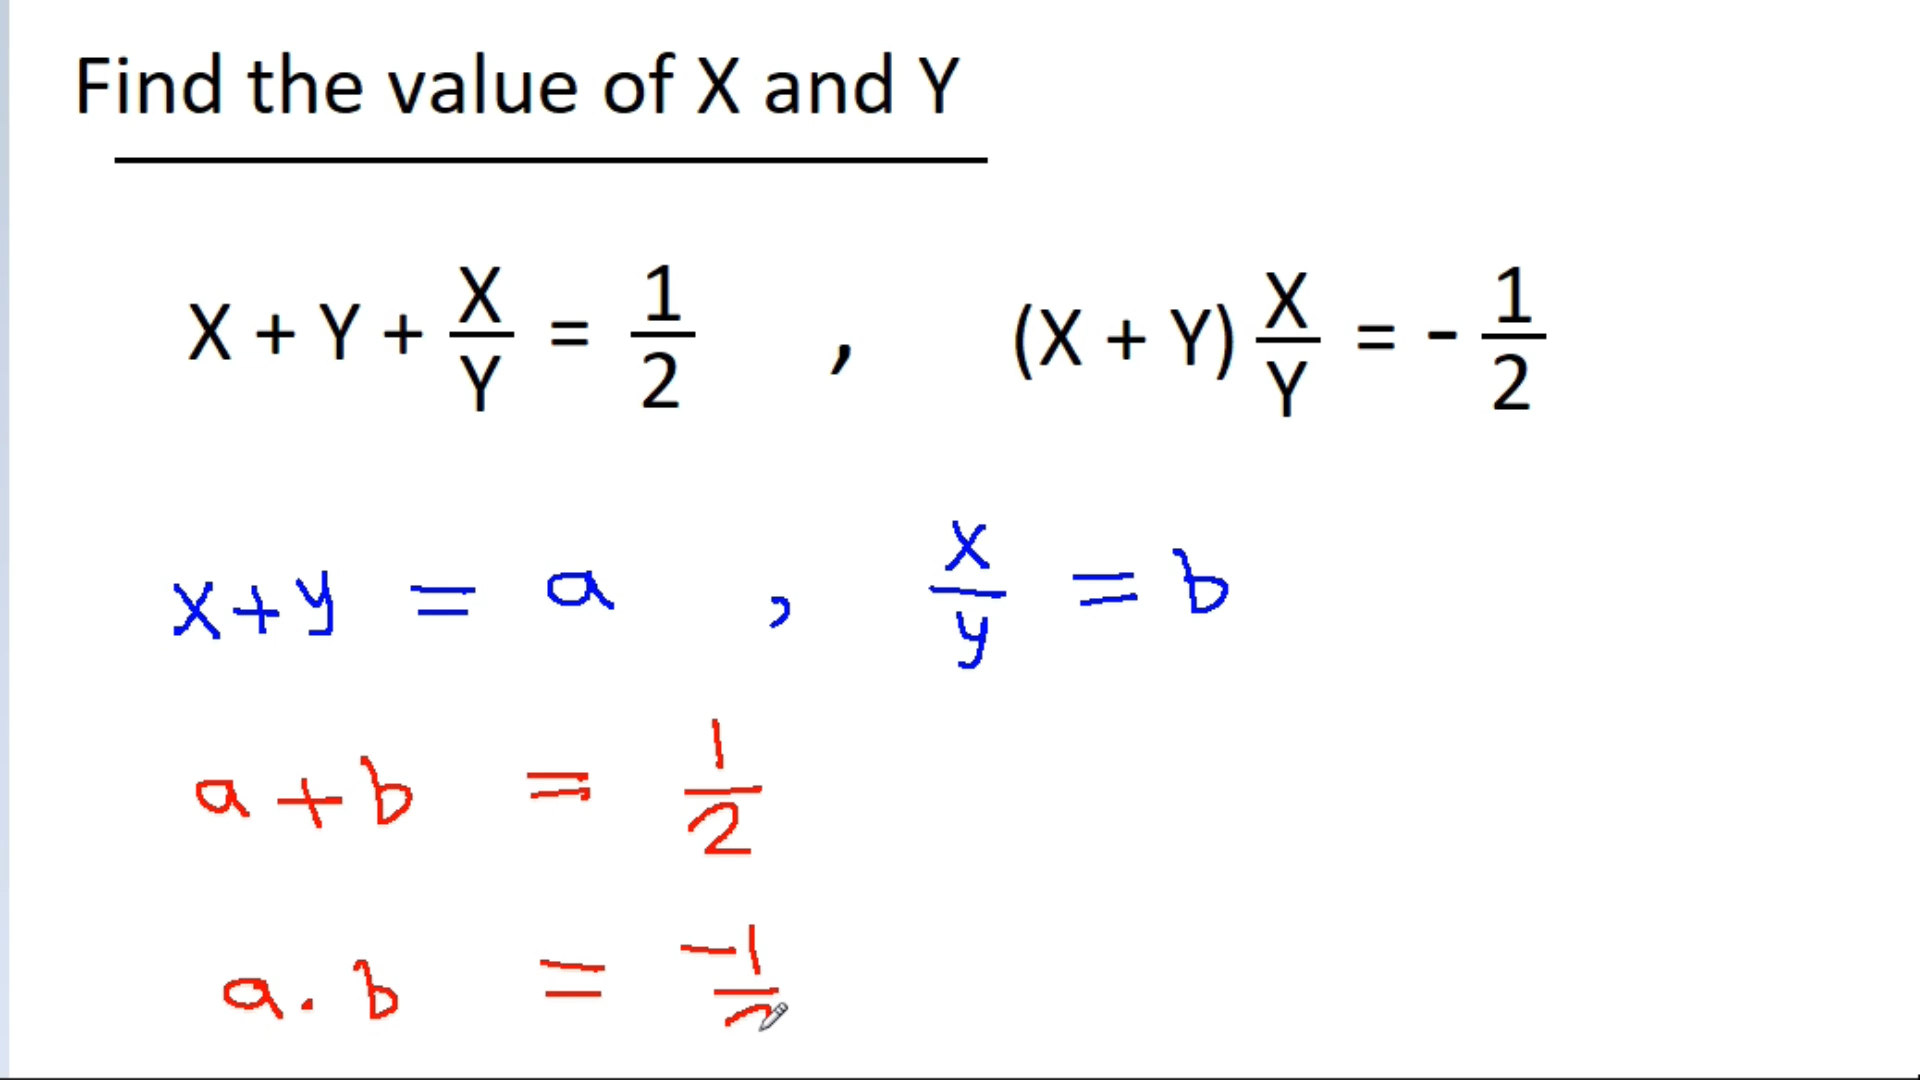 Find the value of X and Y
X + Y + X/Y = 1/2 , (X + Y) X/Y = - 1/2
x+y = a , x/y = b
a+b = 1/2
a.b = -1/2